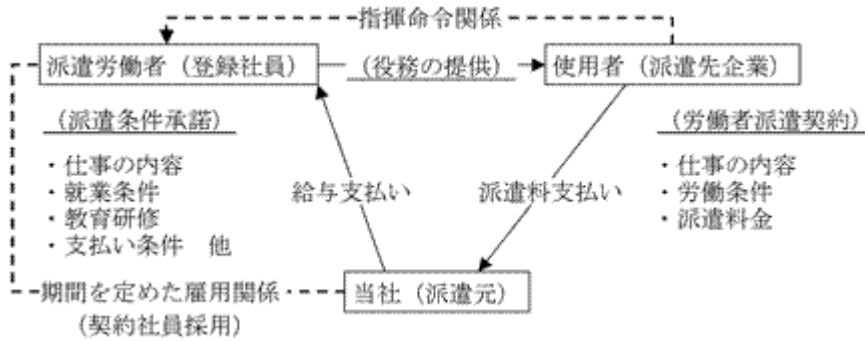 指揮命令関係
派遣労働者（登録社員）
（役務の提供）
使用者（派遣先企業）
（派遣条件承諾）
・仕事の内容
・就業条件
・教育研修
・支払い条件　他
給与支払い
派遣料支払い
（労働者派遣契約）
・仕事の内容
・労働条件
・派遣料金
期間を定めた雇用関係
（契約社員採用）
当社（派遣元）